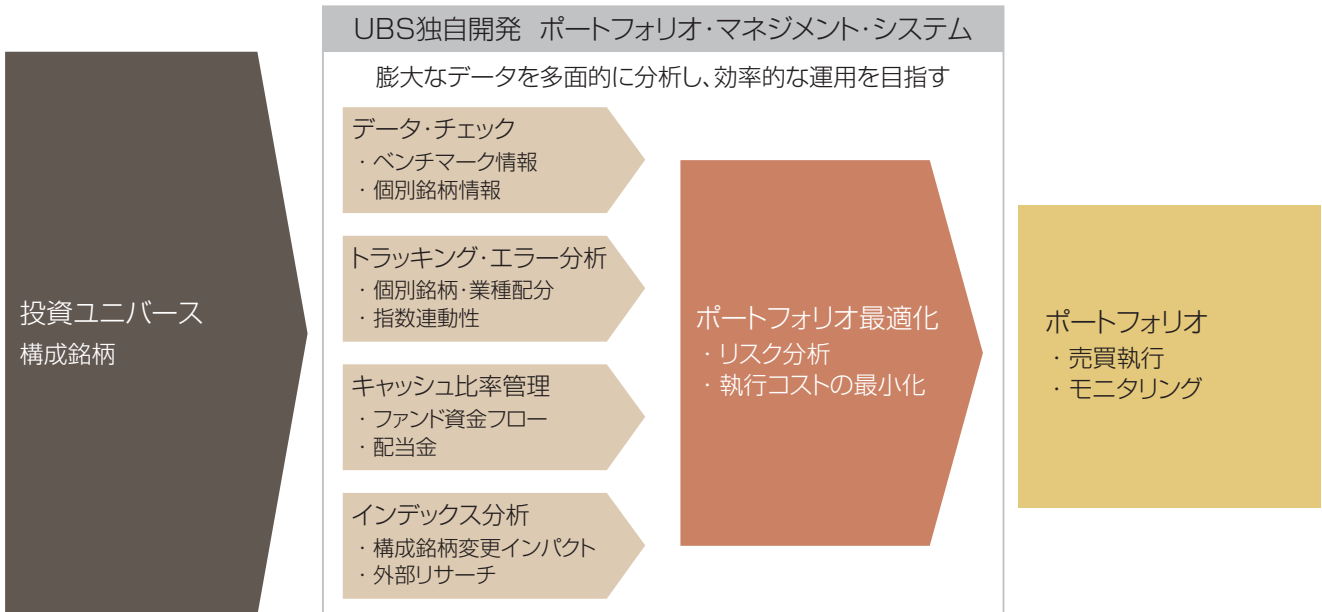 UBS独自開発 ポートフォリオ・マネジメント・システム
膨大なデータを多面的に分析し、効率的な運用を目指す
投資ユニバース
構成銘柄
データ・チェック
・ベンチマーク情報
・個別銘柄情報
トラッキング・エラー分析
・個別銘柄・業種配分
・指数連動性
キャッシュ比率管理
・ファンド資金フロー
・配当金
インデックス分析
・構成銘柄変更インパクト
・外部リサーチ
ポートフォリオ最適化
・リスク分析
・執行コストの最小化
ポートフォリオ
・売買執行
・モニタリング